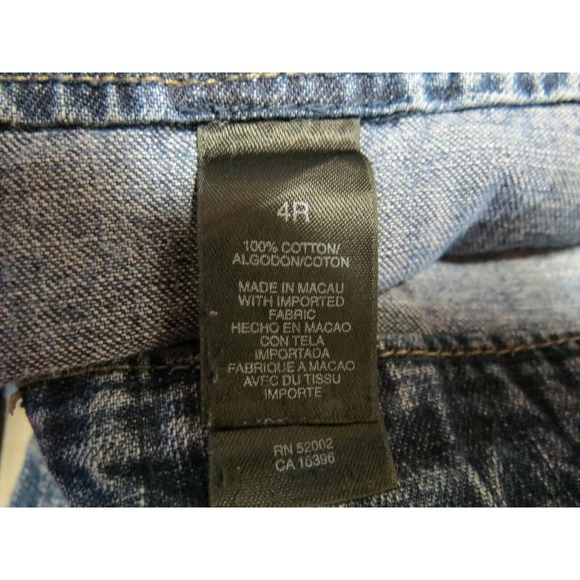 4R
100% COTTON/
ALGODON/COTON
MADE IN MACAU
WITH IMPORTED
FABRIC
HECHO EN MACAO
CON TELA
IMPORTADA
FABRIQUE A MACAO
AVEC DU TISSU
IMPORTE
RN 52002
CA 16396